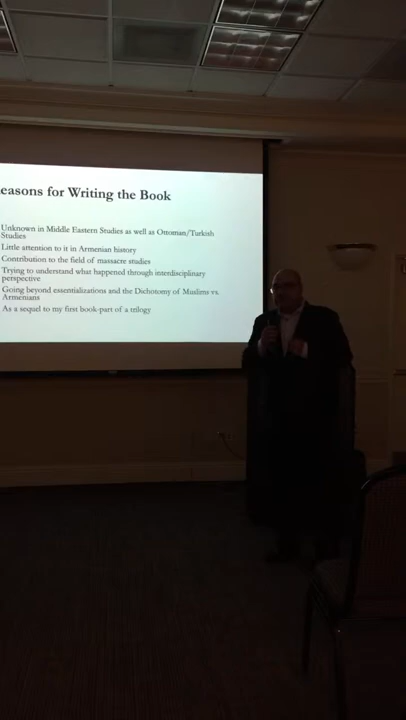 easons for Writing the Book
Unknown in Middle Eastern Studies as well as Ottoman/Turkish
Studies
Little attention to it in Armenian history
Contribution to the field of massacre studies
Trying to understand what happened through interdisciplinary
perspective
Going beyond essentializations and the Dichotomy of Muslims vs.
Armenians
As a sequel to my first book-part of a trilogy